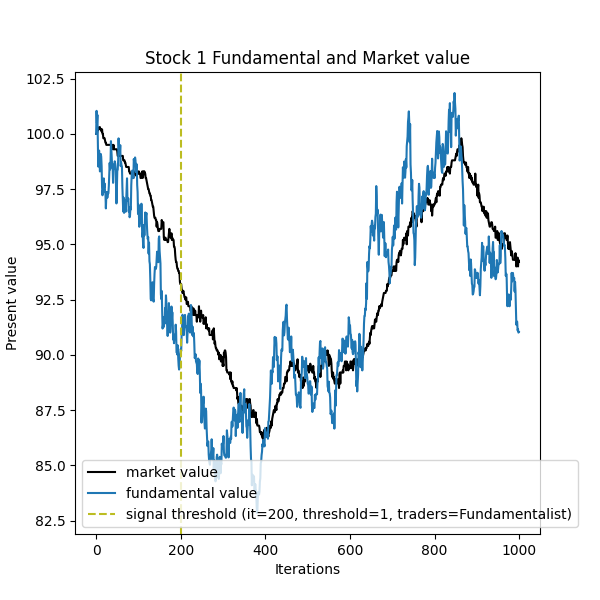 Stock 1 Fundamental and Market value
102.5
100.0
97.5
95.0
92.5
90.0
87.5
85.0
82.5
Present value
market value
fundamental value
signal threshold (it=200, threshold=1, traders=Fundamentalist)
0 200 400 600 800 1000
Iterations